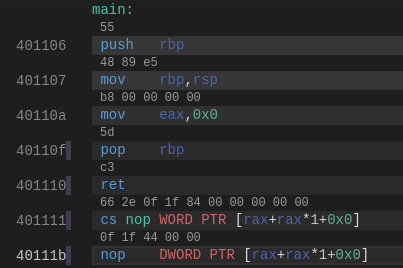 main:
55
401106 push rbp
48 89 e5
401107 mov rbp,rsp
b8 00 00 00 00
40110a mov eax,0x0
5d
40110f pop rbp
c3
401110 ret
66 2e 0f 1f 84 00 00 00 00 00
401111 cs nop WORD PTR [rax+rax*1+0x0]
0f 1f 44 00 00
40111b nop DWORD PTR [rax+rax*1+0x0]